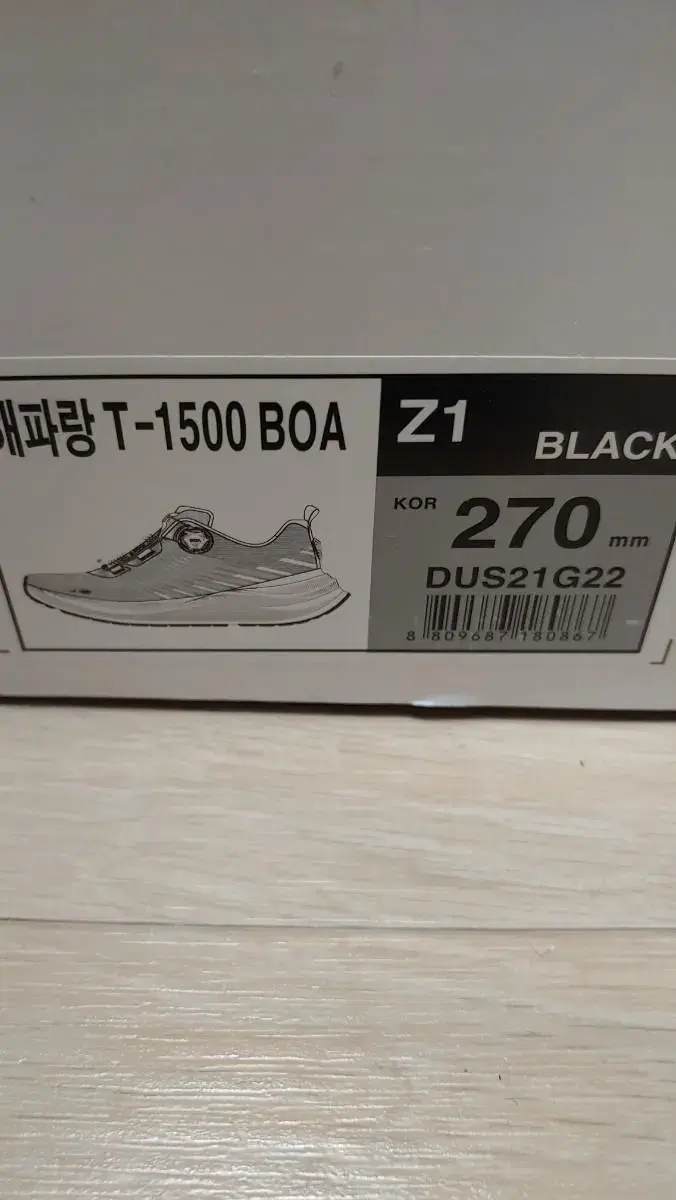 해파랑 T-1500 BOA
Z1
BLACK
KOR 270 mm
DUS21G22
8 809687 180867